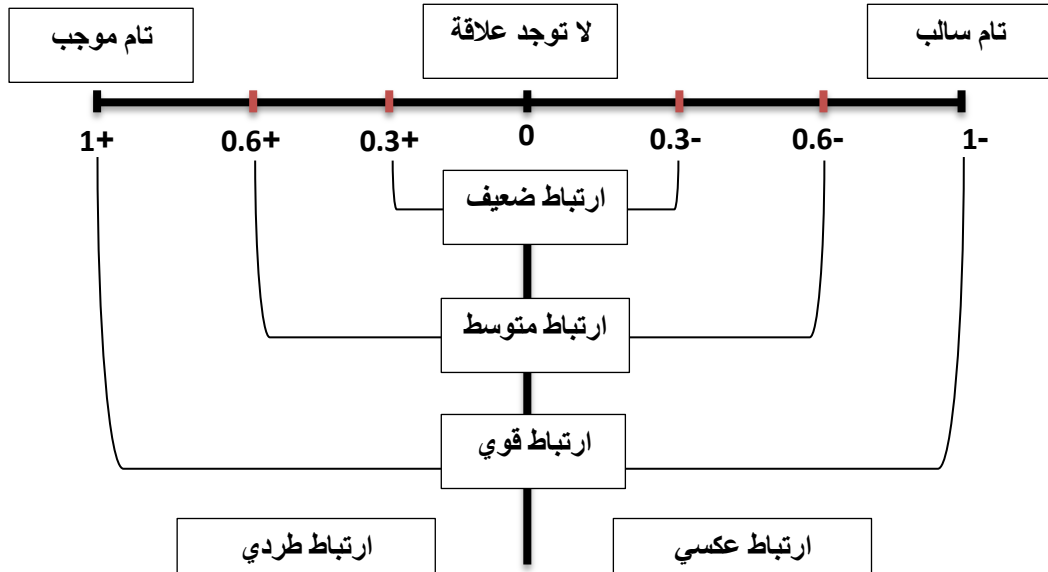 تام سالب
لا توجد علاقة
تام موجب
1-
0.6-
0.3-
0
0.3+
0.6+
1+
ارتباط ضعيف
ارتباط متوسط
ارتباط قوي
ارتباط عكسي
ارتباط طردي